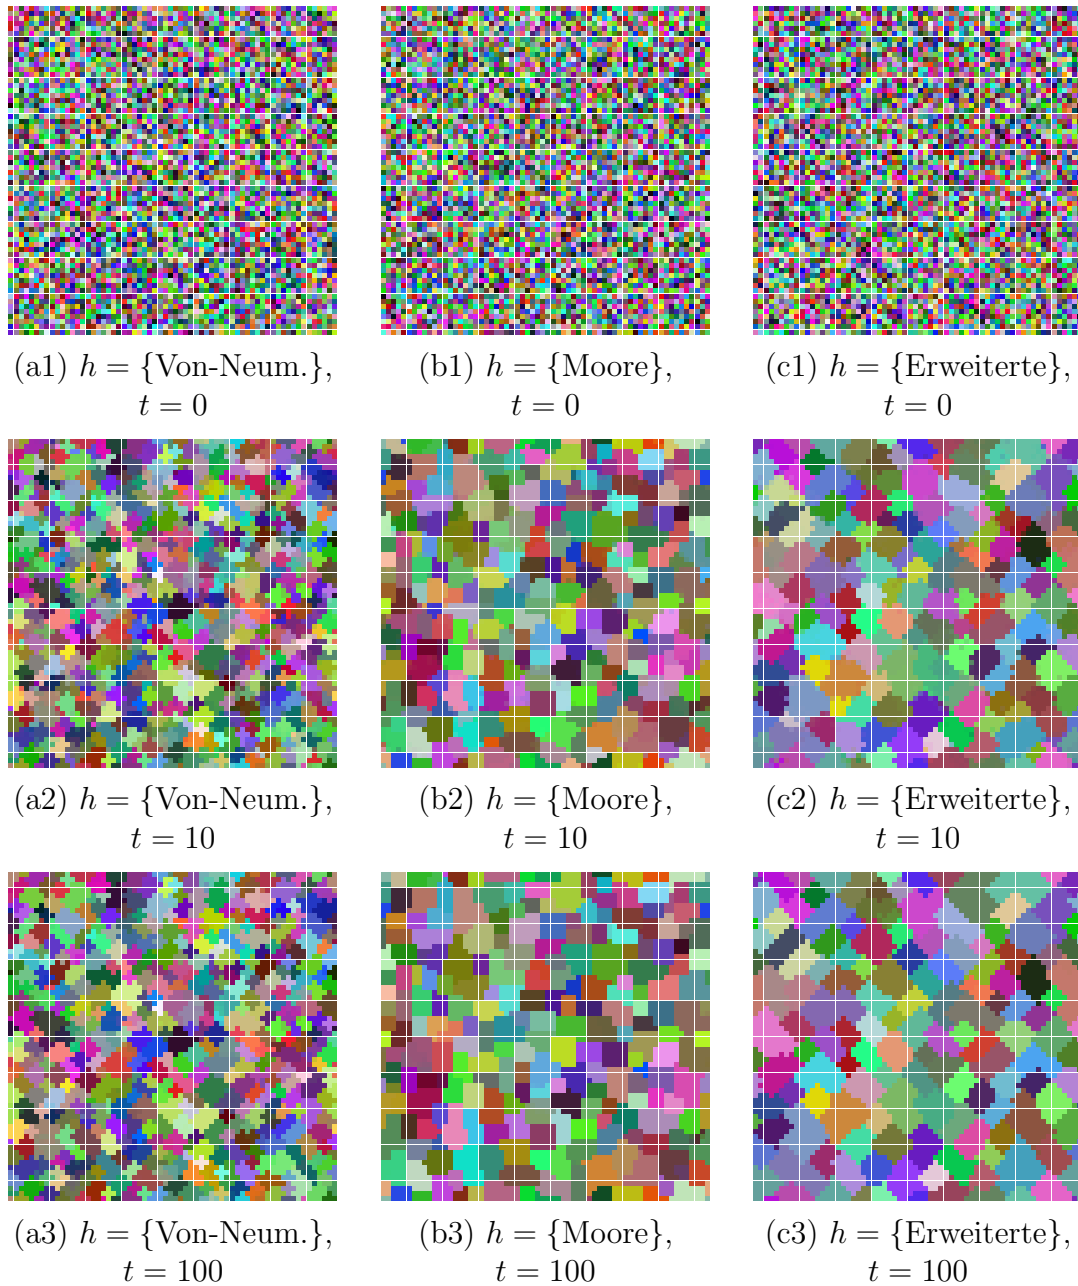 (a1) h = {Von-Neum.},
t = 0
(b1) h = {Moore},
t = 0
(c1) h = {Erweiterte},
t = 0
(a2) h = {Von-Neum.},
t = 10
(b2) h = {Moore},
t = 10
(c2) h = {Erweiterte},
t = 10
(a3) h = {Von-Neum.},
t = 100
(b3) h = {Moore},
t = 100
(c3) h = {Erweiterte},
t = 100